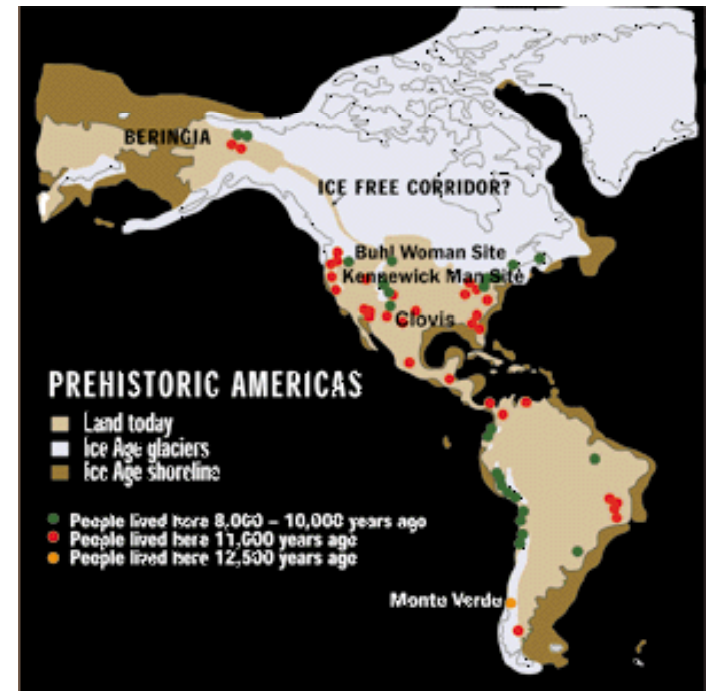 BERINGIA
ICE FREE CORRIDOR?
Buhl Woman Site
Kennewick Man Site
Clovis
PREHISTORIC AMERICAS
Land today
Ice Age glaciers
Ice Age shoreline
People lived here 8,000 – 10,000 years ago
People lived here 11,000 years ago
People lived here 12,500 years ago
Monte Verde